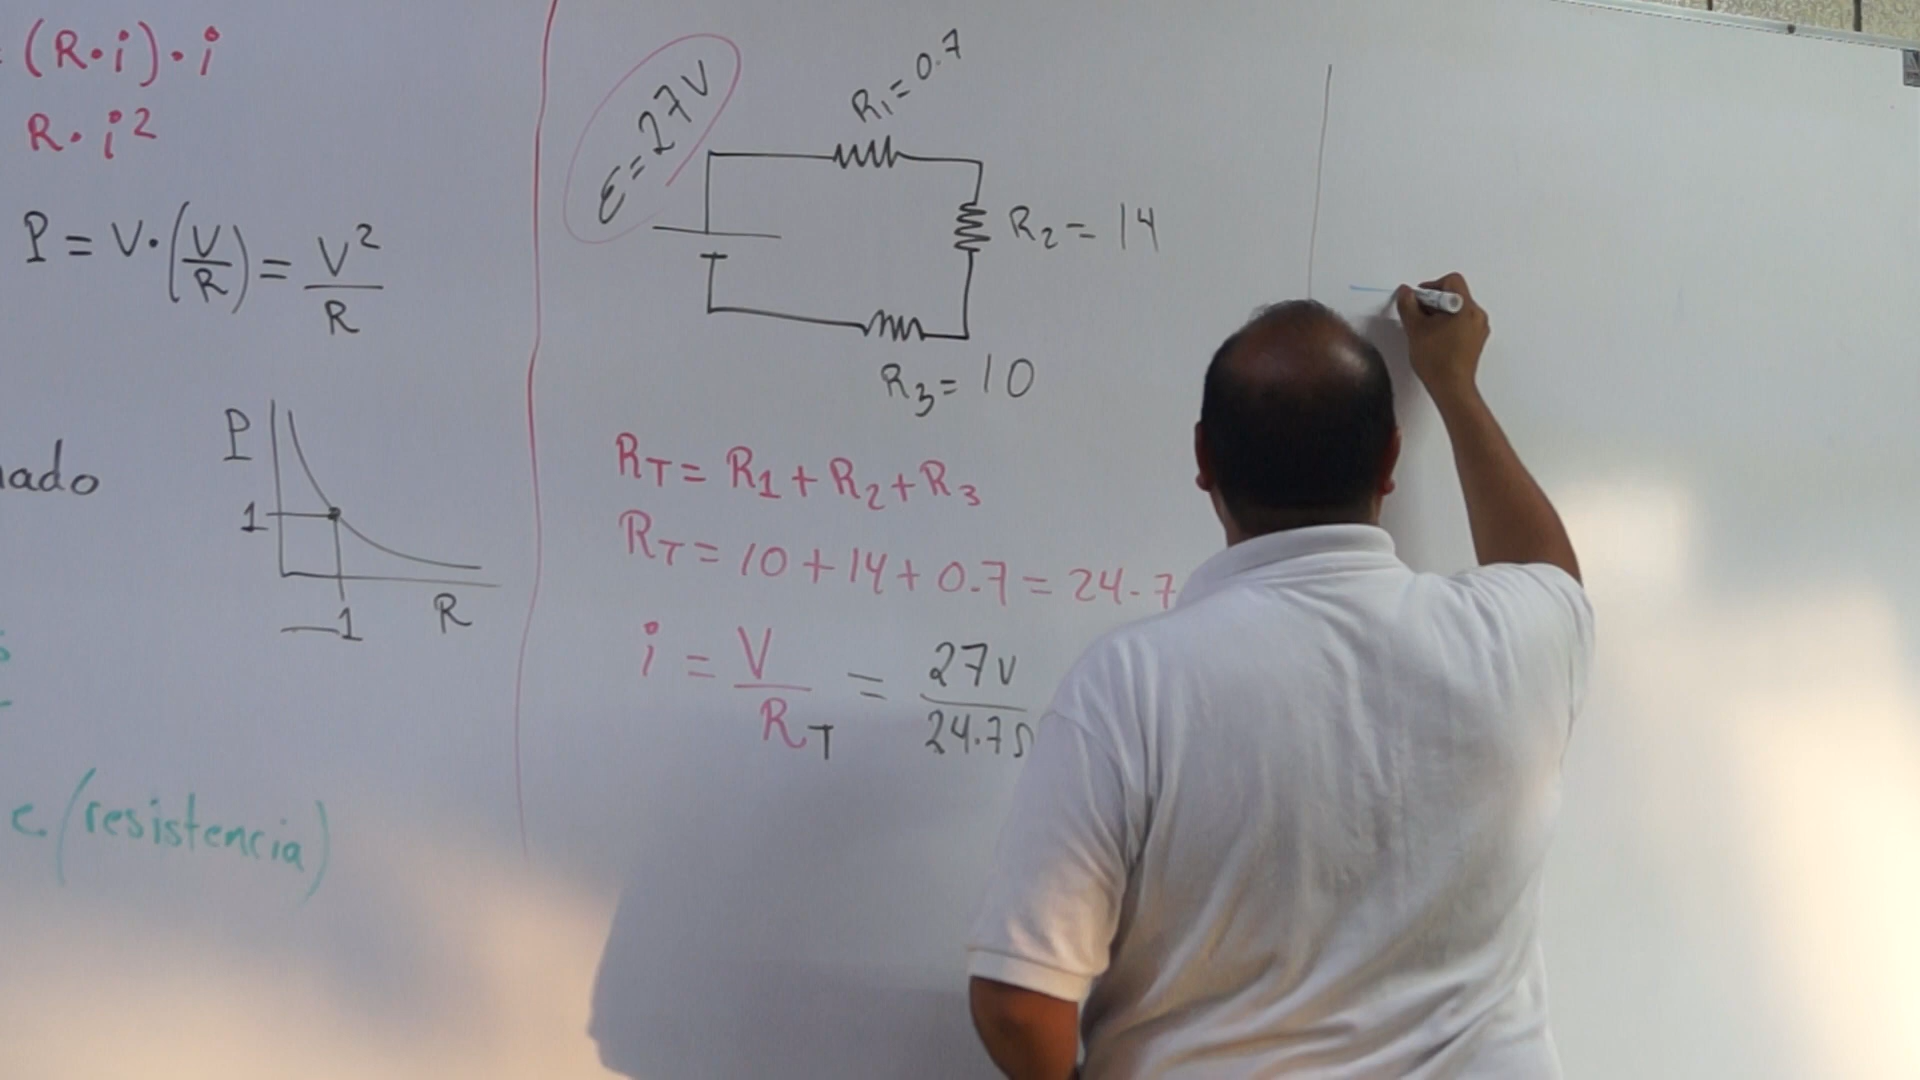 (R·i)·i
R·i²
P = V·(V/R) = V²/R
P
1
1
R
nado
c./(resistencia)
ε = 27V
R₁ = 0.7
R₂ = 14
R₃ = 10
R_T = R₁ + R₂ + R₃
R_T = 10 + 14 + 0.7 = 24.7
i = V/R_T = 27v/24.7Ω